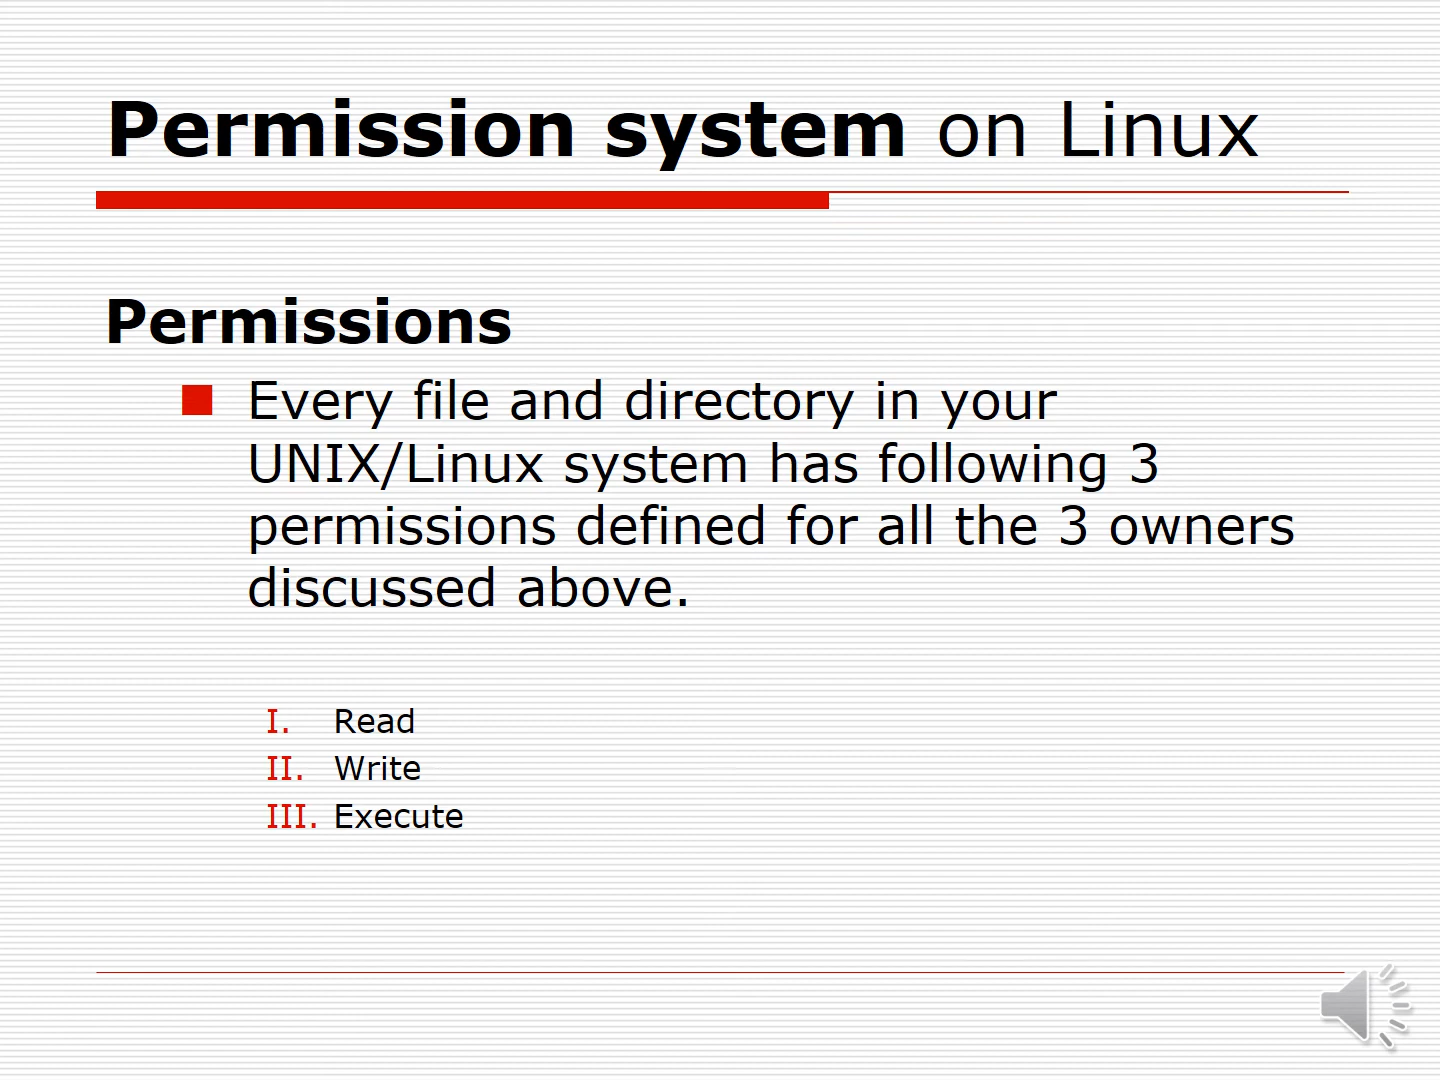 Permission system on Linux
Permissions
Every file and directory in your
UNIX/Linux system has following 3
permissions defined for all the 3 owners
discussed above.
I. Read
II. Write
III. Execute